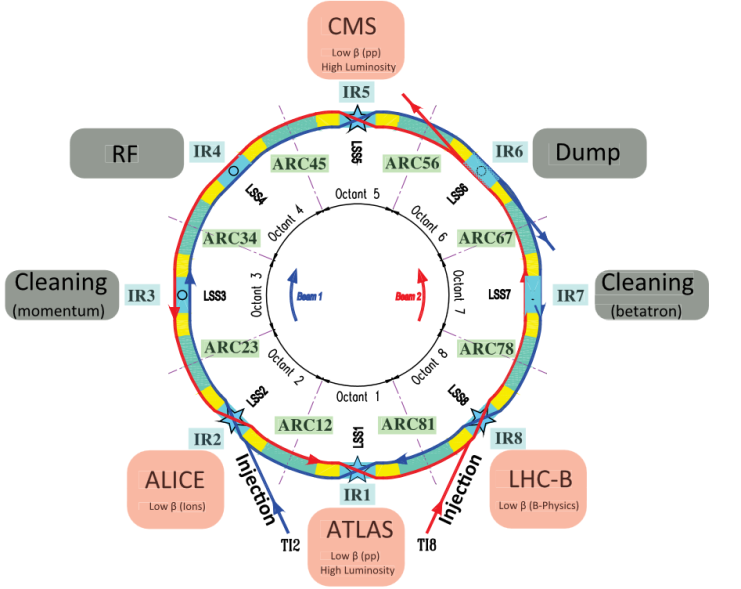 CMS
Low β (pp)
High Luminosity
IR5
RF
IR4
IR6
Dump
LSS5
ARC45
ARC56
LSS4
LSS6
Octant 5
Octant 4
Octant 6
ARC34
ARC67
Cleaning
(momentum)
IR3
LSS3
Octant 3
Beam 1
Beam 2
Octant 7
LSS7
IR7
Cleaning
(betatron)
ARC23
ARC78
Octant 2
Octant 8
LSS2
LSS8
Octant 1
ARC12
LSS1
ARC81
IR2
IR8
ALICE
Low β (Ions)
Injection
IR1
Injection
LHC-B
Low β (B-Physics)
TI2
ATLAS
Low β (pp)
High Luminosity
TI8